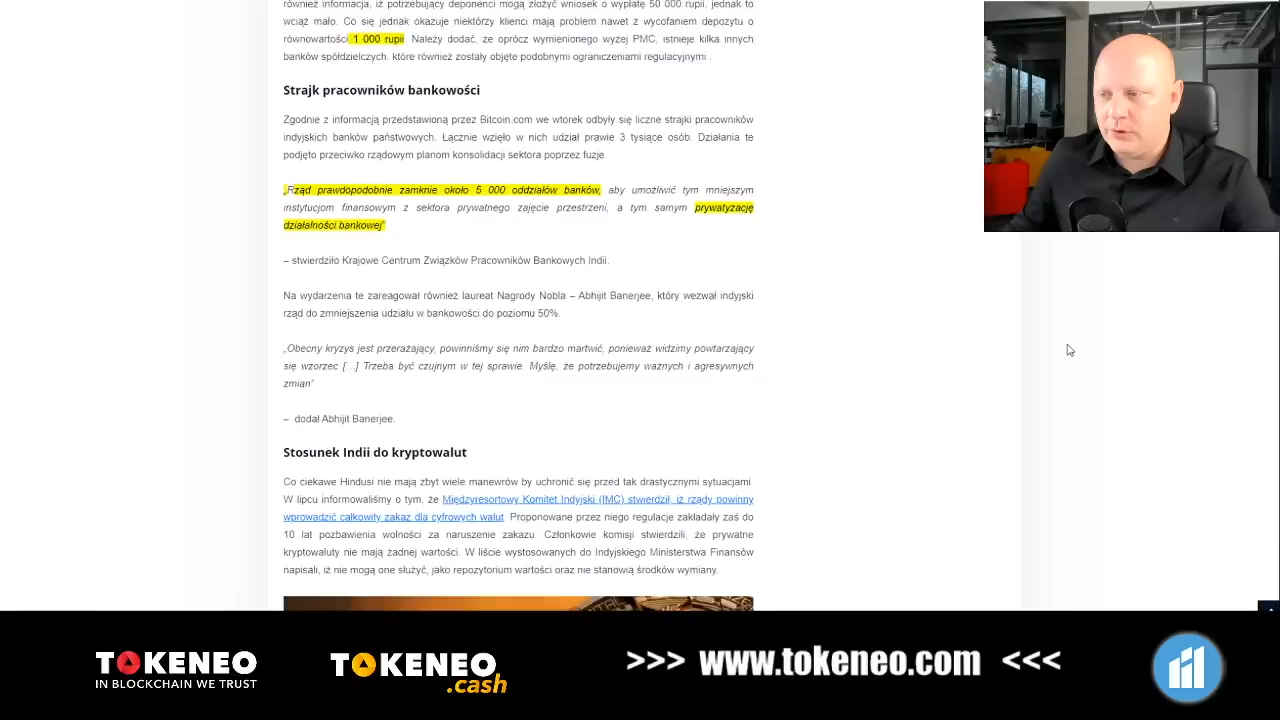 również informacja, iż potrzebujący deponenci mogą złożyć wniosek o wypłatę 50 000 rupii, jednak to
wciąż mało. Co się jednak okazuje niektórzy klienci mają problem nawet z wycofaniem depozytu o
równowartości 1 000 rupii. Należy dodać, że oprócz wymienionego wyżej PMC, istnieje kilka innych
banków spółdzielczych, które również zostały objęte podobnymi ograniczeniami regulacyjnymi .
Strajk pracowników bankowości
Zgodnie z informacją przedstawioną przez Bitcoin.com we wtorek odbyły się liczne strajki pracowników
indyjskich banków państwowych. Łącznie wzięło w nich udział prawie 3 tysiące osób. Działania te
podjęto przeciwko rządowym planom konsolidacji sektora poprzez fuzje.
„Rząd prawdopodobnie zamknie około 5 000 oddziałów banków, aby umożliwić tym mniejszym
instytucjom finansowym z sektora prywatnego zajęcie przestrzeni, a tym samym prywatyzację
działalności bankowej”
– stwierdziło Krajowe Centrum Związków Pracowników Bankowych Indii.
Na wydarzenia te zareagował również laureat Nagrody Nobla – Abhijit Banerjee, który wezwał indyjski
rząd do zmniejszenia udziału w bankowości do poziomu 50%.
„Obecny kryzys jest przerażający, powinniśmy się nim bardzo martwić, ponieważ widzimy powtarzający
się wzorzec […] Trzeba być czujnym w tej sprawie. Myślę, że potrzebujemy ważnych i agresywnych
zmian”
– dodał Abhijit Banerjee.
Stosunek Indii do kryptowalut
Co ciekawe Hindusi nie mają zbyt wiele manewrów by uchronić się przed tak drastycznymi sytuacjami.
W lipcu informowaliśmy o tym, że Międzyresortowy Komitet Indyjski (IMC) stwierdził, iż rządy powinny
wprowadzić całkowity zakaz dla cyfrowych walut. Proponowane przez niego regulacje zakładały zaś do
10 lat pozbawienia wolności za naruszenie zakazu. Członkowie komisji stwierdzili, że prywatne
kryptowaluty nie mają żadnej wartości. W liście wystosowanych do Indyjskiego Ministerstwa Finansów
napisali, iż nie mogą one służyć, jako repozytorium wartości oraz nie stanowią środków wymiany.
TOKENEO
IN BLOCKCHAIN WE TRUST
TOKENEO
.cash
>>> www.tokeneo.com <<<